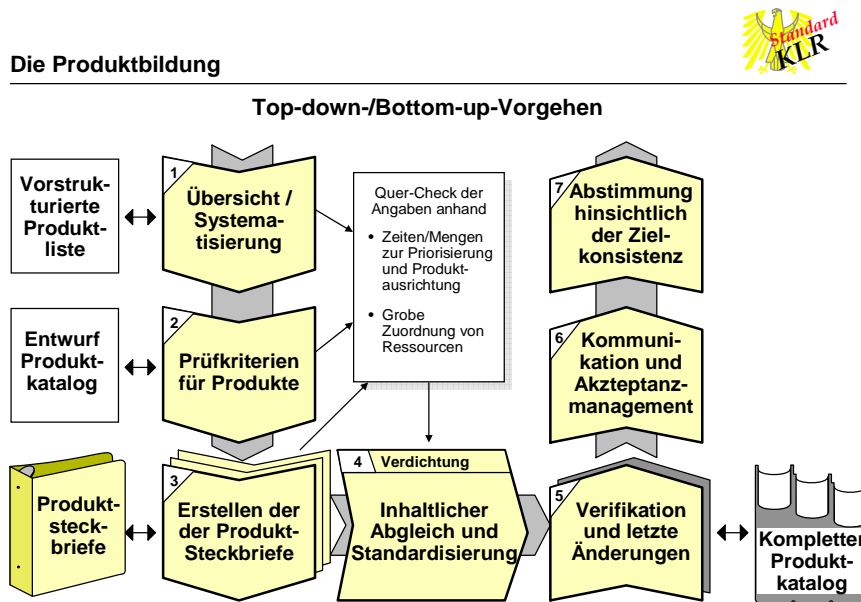 Standard
KLR
Die Produktbildung
Top-down-/Bottom-up-Vorgehen
Vorstruk-
turierte
Produkt-
liste
1
Übersicht /
Systema-
tisierung
Quer-Check der
Angaben anhand
• Zeiten/Mengen
zur Priorisierung
und Produkt-
ausrichtung
• Grobe
Zuordnung von
Ressourcen
7
Abstimmung
hinsichtlich
der Ziel-
konsistenz
Entwurf
Produkt-
katalog
2
Prüfkriterien
für Produkte
6
Kommuni-
kation und
Akzteptanz-
management
Produkt-
steck-
briefe
3
Erstellen der
der Produkt-
Steckbriefe
4 Verdichtung
Inhaltlicher
Abgleich und
Standardisierung
5
Verifikation
und letzte
Änderungen
Kompletter
Produkt-
katalog